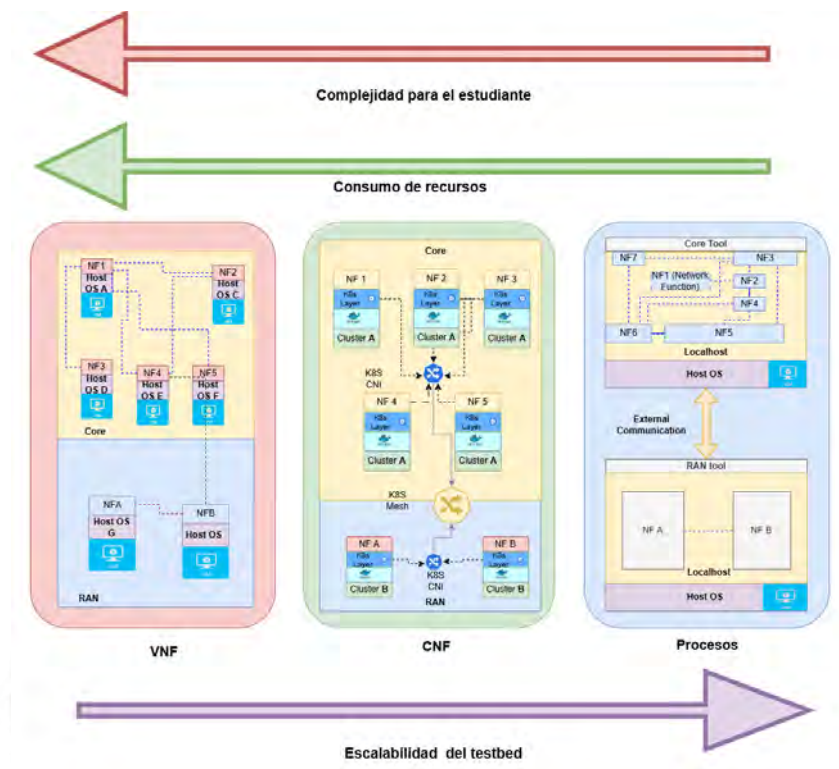 Complejidad para el estudiante
Consumo de recursos
NF1
Host
OS A
NF2
Host
OS C
NF3
Host
OS D
NF4
Host
OS E
NF5
Host
OS F
Core
NFA
Host OS
G
NFB
Host OS
RAN
VNF
Core
NF 1
K8s
Layer
Cluster A
NF 2
K8s
Layer
Cluster A
NF 3
K8s
Layer
Cluster A
K8S
CNI
NF 4
K8s
Layer
Cluster A
NF 5
K8s
Layer
Cluster A
K8S
Mesh
NF A
K8s
Layer
Cluster B
K8S
CNI
NF B
K8s
Layer
Cluster B
RAN
CNF
Core Tool
NF7
NF3
NF1 (Network
Function)
NF2
NF4
NF6
NF5
Localhost
Host OS
External
Communication
RAN tool
NF A
NF B
Localhost
Host OS
Procesos
Escalabilidad del testbed